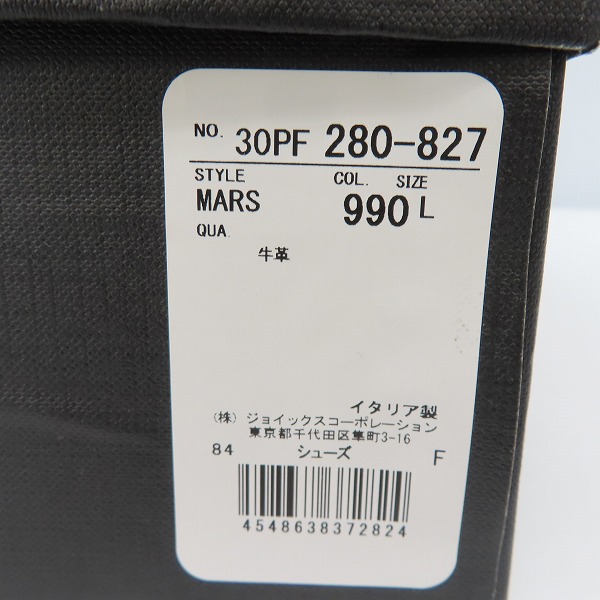 NO. 30PF 280-827
STYLE COL. SIZE
MARS 990 L
QUA.
牛革
イタリア製
(株) ジョイックスコーポレーション
東京都千代田区隼町3-16
84 シューズ F
4548638372824